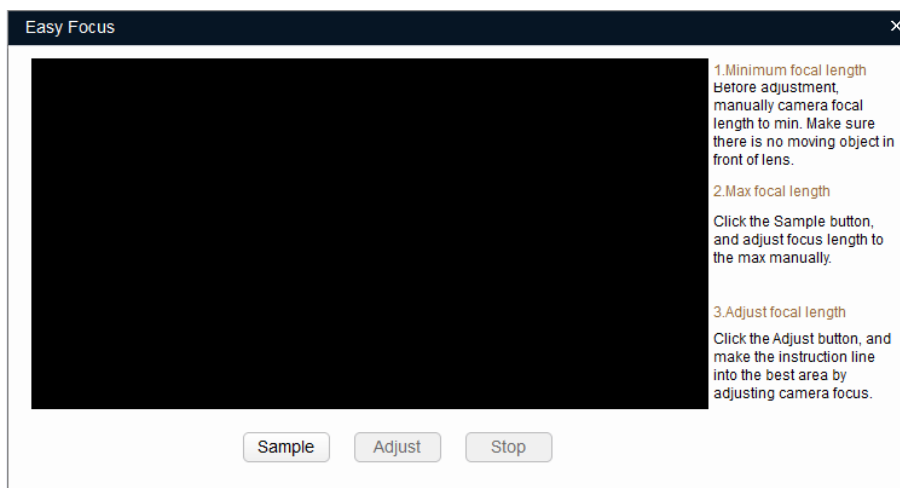 Easy Focus
1.Minimum focal length
Before adjustment,
manually camera focal
length to min. Make sure
there is no moving object in
front of lens.
2.Max focal length
Click the Sample button,
and adjust focus length to
the max manually.
3.Adjust focal length
Click the Adjust button, and
make the instruction line
into the best area by
adjusting camera focus.
Sample Adjust Stop